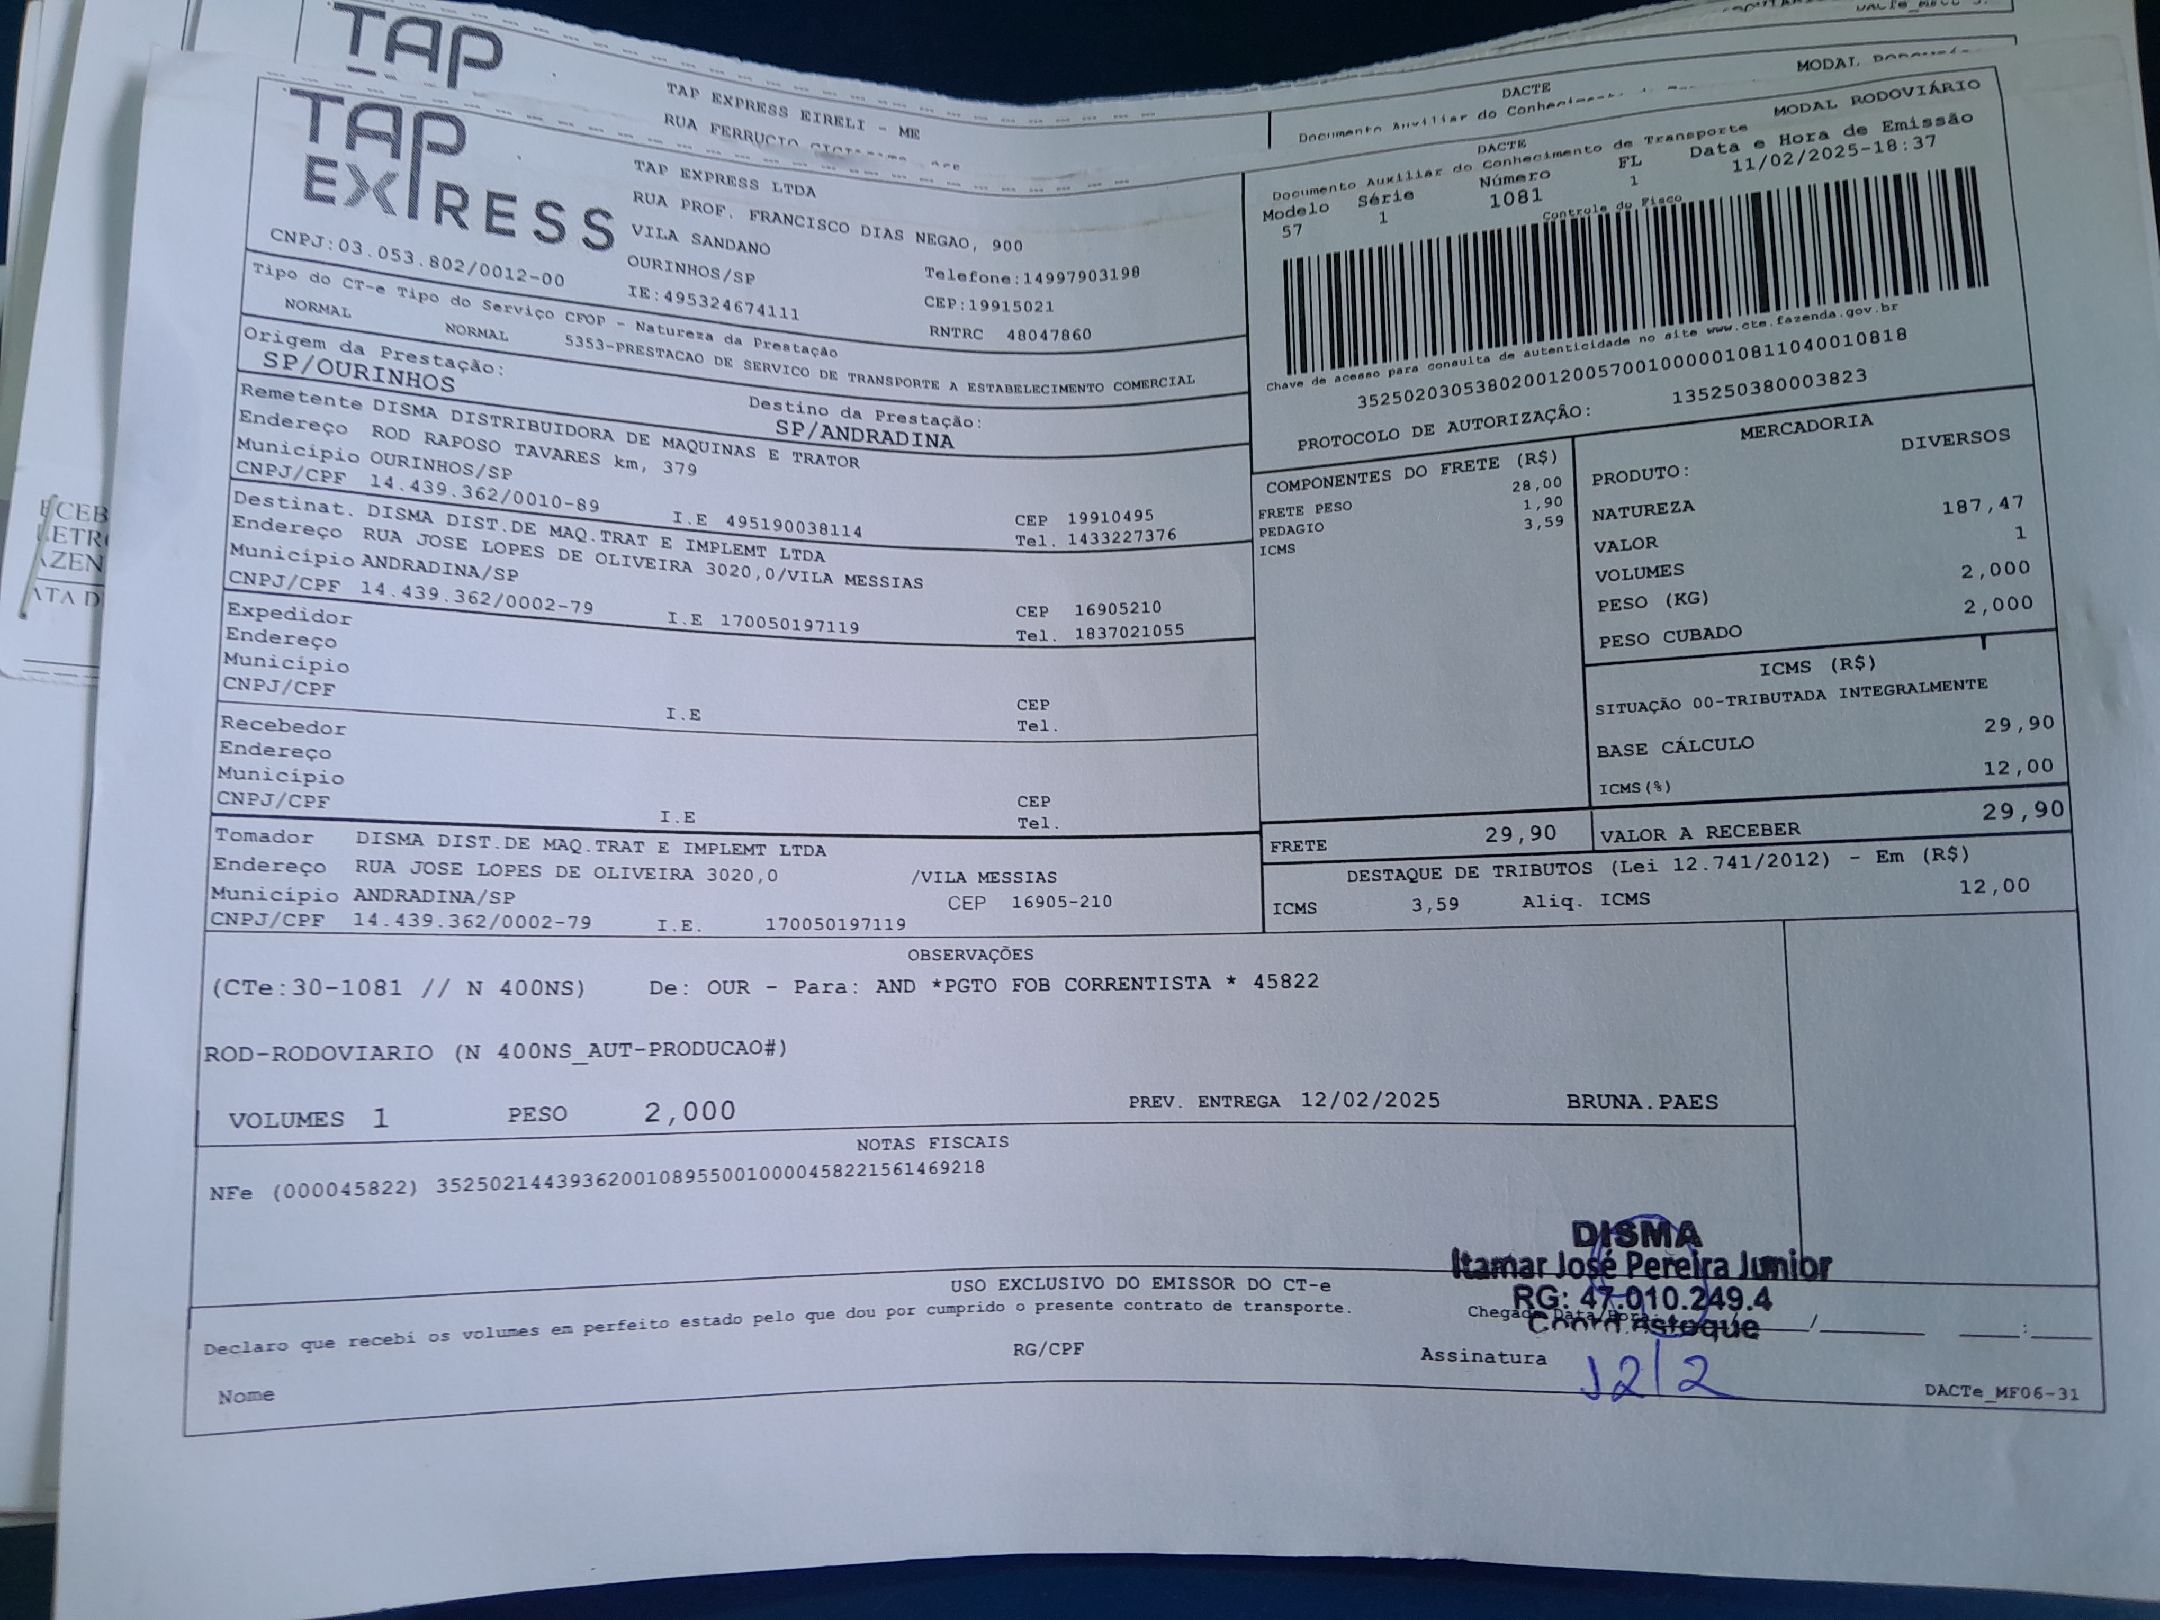 TAP
TAP EXPRESS EIRELI - ME
RUA FERRUCIO
DACTE
MODAL
Documento Auxiliar do
TAP
EXPRESS
CNPJ:03.053.802/0012-00
TAP EXPRESS LTDA
RUA PROF. FRANCISCO DIAS NEGAO, 900
VILA SANDANO
OURINHOS/SP
Telefone:14997903198
IE:495324674111
CEP:19915021
RNTRC 48047860
DACTE
MODAL RODOVIÁRIO
Documento Auxiliar do Conhecimento de Transporte
Modelo Série Número FL Data e Hora de Emissão
57 1 1081 1 11/02/2025-18:37
Controle do Fisco
Chave de acesso para consulta de autenticidade no site www.cte.fazenda.gov.br
35250203053802001200570010000010811040010818
PROTOCOLO DE AUTORIZAÇÃO: 135250380003823
Tipo do CT-e Tipo do Serviço CFOP - Natureza da Prestação
NORMAL NORMAL 5353-PRESTACAO DE SERVICO DE TRANSPORTE A ESTABELECIMENTO COMERCIAL
Origem da Prestação: Destino da Prestação:
SP/OURINHOS SP/ANDRADINA
Remetente DISMA DISTRIBUIDORA DE MAQUINAS E TRATOR
Endereço ROD RAPOSO TAVARES km, 379
Município OURINHOS/SP CEP 19910495
CNPJ/CPF 14.439.362/0010-89 I.E 495190038114 Tel. 1433227376
Destinat. DISMA DIST.DE MAQ.TRAT E IMPLEMT LTDA
Endereço RUA JOSE LOPES DE OLIVEIRA 3020,0/VILA MESSIAS
Município ANDRADINA/SP CEP 16905210
CNPJ/CPF 14.439.362/0002-79 I.E 170050197119 Tel. 1837021055
Expedidor
Endereço
Município CEP
CNPJ/CPF I.E Tel.
Recebedor
Endereço
Município CEP
CNPJ/CPF I.E Tel.
Tomador DISMA DIST.DE MAQ.TRAT E IMPLEMT LTDA
Endereço RUA JOSE LOPES DE OLIVEIRA 3020,0 /VILA MESSIAS
Município ANDRADINA/SP CEP 16905-210
CNPJ/CPF 14.439.362/0002-79 I.E. 170050197119
COMPONENTES DO FRETE (R$)
FRETE PESO 28,00
PEDAGIO 1,90
ICMS 3,59
MERCADORIA
PRODUTO: DIVERSOS
NATUREZA
VALOR 187,47
VOLUMES 1
PESO (KG) 2,000
PESO CUBADO 2,000
ICMS (R$)
SITUAÇÃO 00-TRIBUTADA INTEGRALMENTE
BASE CÁLCULO 29,90
ICMS(%) 12,00
FRETE 29,90 VALOR A RECEBER 29,90
DESTAQUE DE TRIBUTOS (Lei 12.741/2012) - Em (R$)
ICMS 3,59 Aliq. ICMS 12,00
OBSERVAÇÕES
(CTe:30-1081 // N 400NS) De: OUR - Para: AND *PGTO FOB CORRENTISTA * 45822
ROD-RODOVIARIO (N 400NS_AUT-PRODUCAO#)
VOLUMES 1 PESO 2,000 PREV. ENTREGA 12/02/2025 BRUNA.PAES
NOTAS FISCAIS
NFe (000045822) 35250214439362001089550010000458221561469218
DISMA
Itamar José Pereira Junior
RG: 47.010.249.4
Coord. Estoque
USO EXCLUSIVO DO EMISSOR DO CT-e
Declaro que recebi os volumes em perfeito estado pelo que dou por cumprido o presente contrato de transporte.
Chegada Data/Hora
RG/CPF
Assinatura 12/2
Nome
DACTe_MF06-31